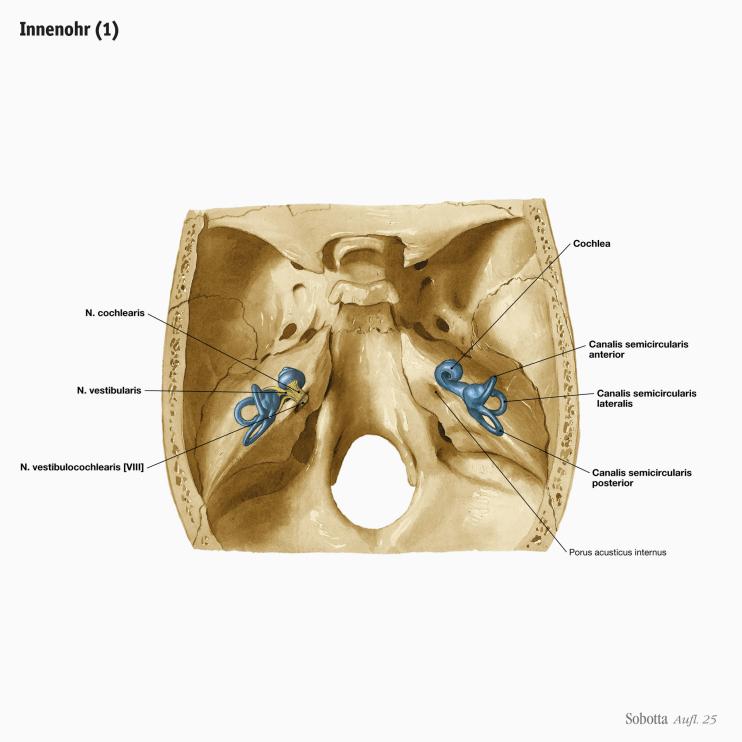 Innenohr (1)
Cochlea
N. cochlearis
Canalis semicircularis
anterior
N. vestibularis
Canalis semicircularis
lateralis
N. vestibulocochlearis [VIII]
Canalis semicircularis
posterior
Porus acusticus internus
Sobotta Aufl. 25